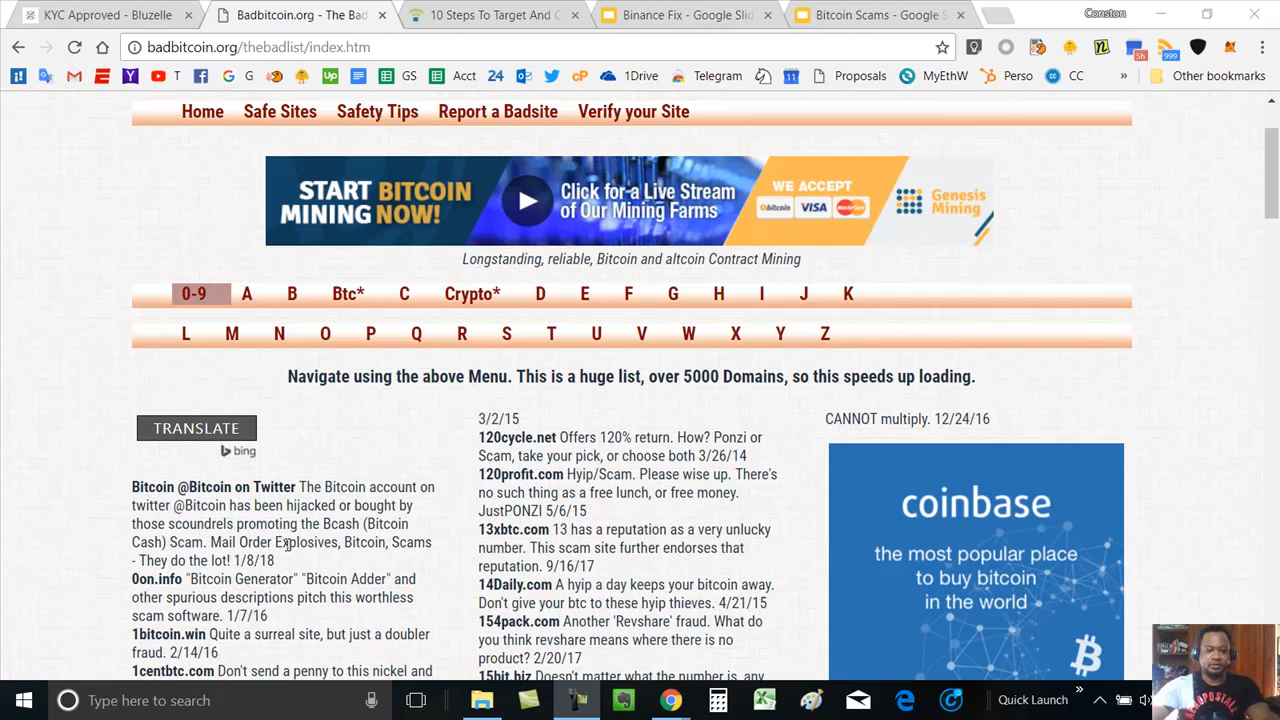 KYC Approved - Bluzelle
Badbitcoin.org - The Bad
10 Steps To Target And C
Binance Fix - Google Slid
Bitcoin Scams - Google S
Conston
badbitcoin.org/thebadlist/index.htm
5h
999
T
G
GS
Acct
24
cP
1Drive
Telegram
11
Proposals
MyEthW
Perso
CC
»
Other bookmarks
Home
Safe Sites
Safety Tips
Report a Badsite
Verify your Site
START BITCOIN
MINING NOW!
Click for a Live Stream
of Our Mining Farms
WE ACCEPT
bitcoin
VISA
MasterCard
Genesis
Mining
Longstanding, reliable, Bitcoin and altcoin Contract Mining
0-9 A B Btc* C Crypto* D E F G H I J K
L M N O P Q R S T U V W X Y Z
Navigate using the above Menu. This is a huge list, over 5000 Domains, so this speeds up loading.
TRANSLATE
bing
Bitcoin @Bitcoin on Twitter The Bitcoin account on
twitter @Bitcoin has been hijacked or bought by
those scoundrels promoting the Bcash (Bitcoin
Cash) Scam. Mail Order Explosives, Bitcoin, Scams
- They do the lot! 1/8/18
0on.info "Bitcoin Generator" "Bitcoin Adder" and
other spurious descriptions pitch this worthless
scam software. 1/7/16
1bitcoin.win Quite a surreal site, but just a doubler
fraud. 2/14/16
1centbtc.com Don't send a penny to this nickel and
3/2/15
120cycle.net Offers 120% return. How? Ponzi or
Scam, take your pick, or choose both 3/26/14
120profit.com Hyip/Scam. Please wise up. There's
no such thing as a free lunch, or free money.
JustPONZI 5/6/15
13xbtc.com 13 has a reputation as a very unlucky
number. This scam site further endorses that
reputation. 9/16/17
14Daily.com A hyip a day keeps your bitcoin away.
Don't give your btc to these hyip thieves. 4/21/15
154pack.com Another 'Revshare' fraud. What do
you think revshare means where there is no
product? 2/20/17
15bit.biz Doesn't matter what the number is, any
CANNOT multiply. 12/24/16
coinbase
the most popular place
to buy bitcoin
in the world
AEROPOSTALE
Type here to search
Quick Launch
»